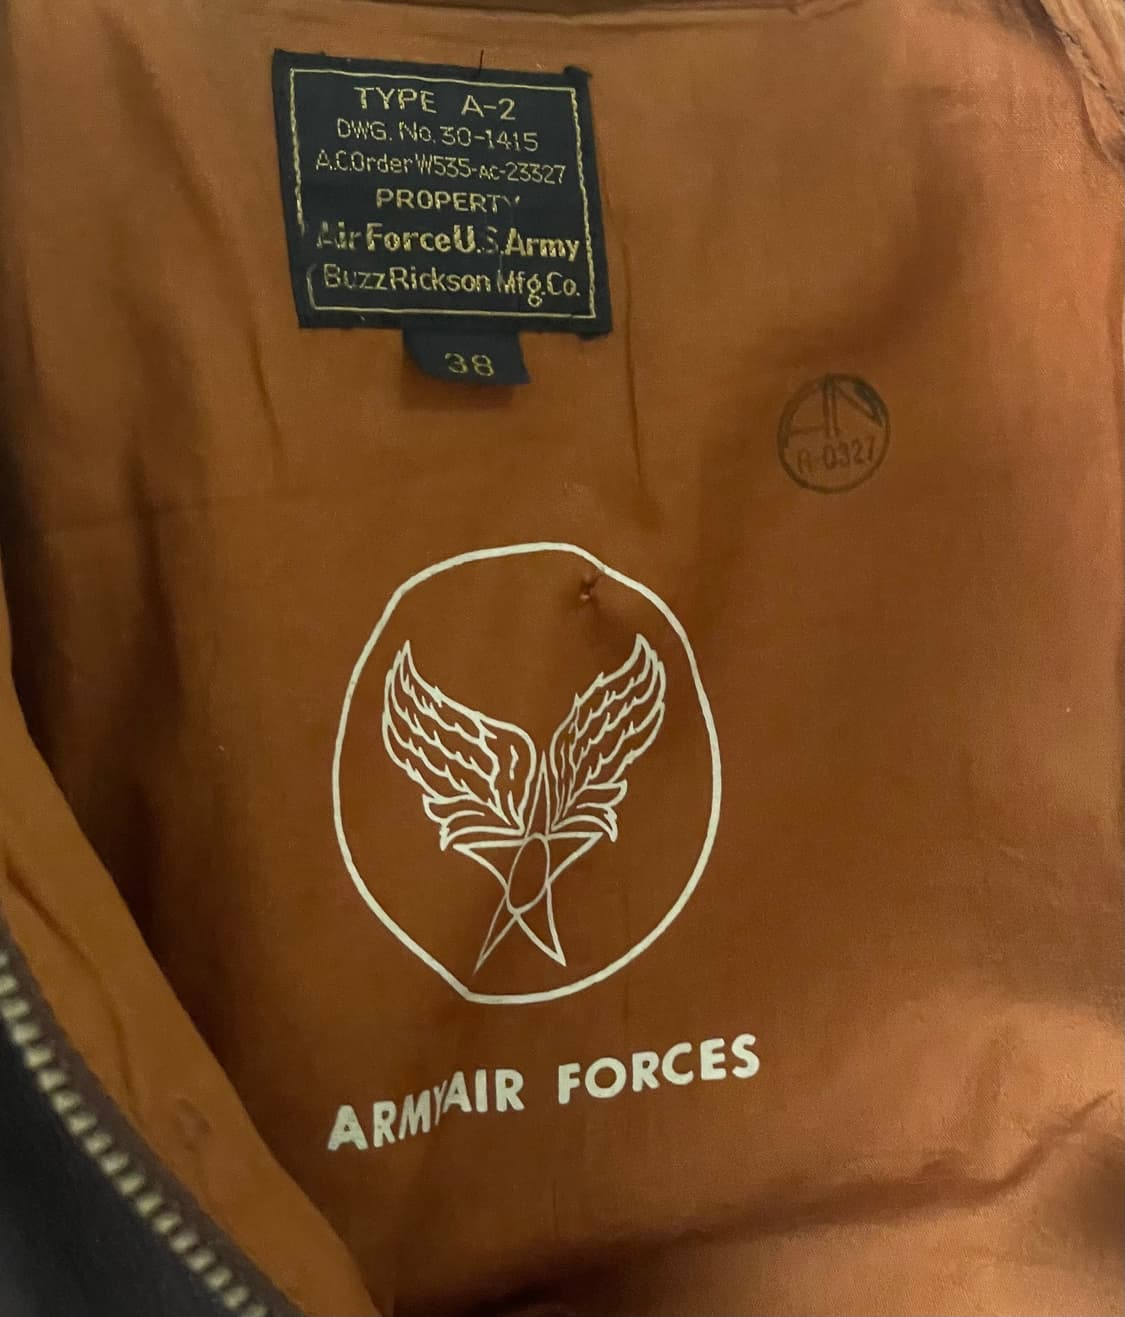 TYPE A-2
DWG. No. 30-1415
A.C.Order W535-AC-23327
PROPERTY
Air Force U.S. Army
Buzz Rickson Mfg. Co.
38
AN
R-0327
ARMY AIR FORCES